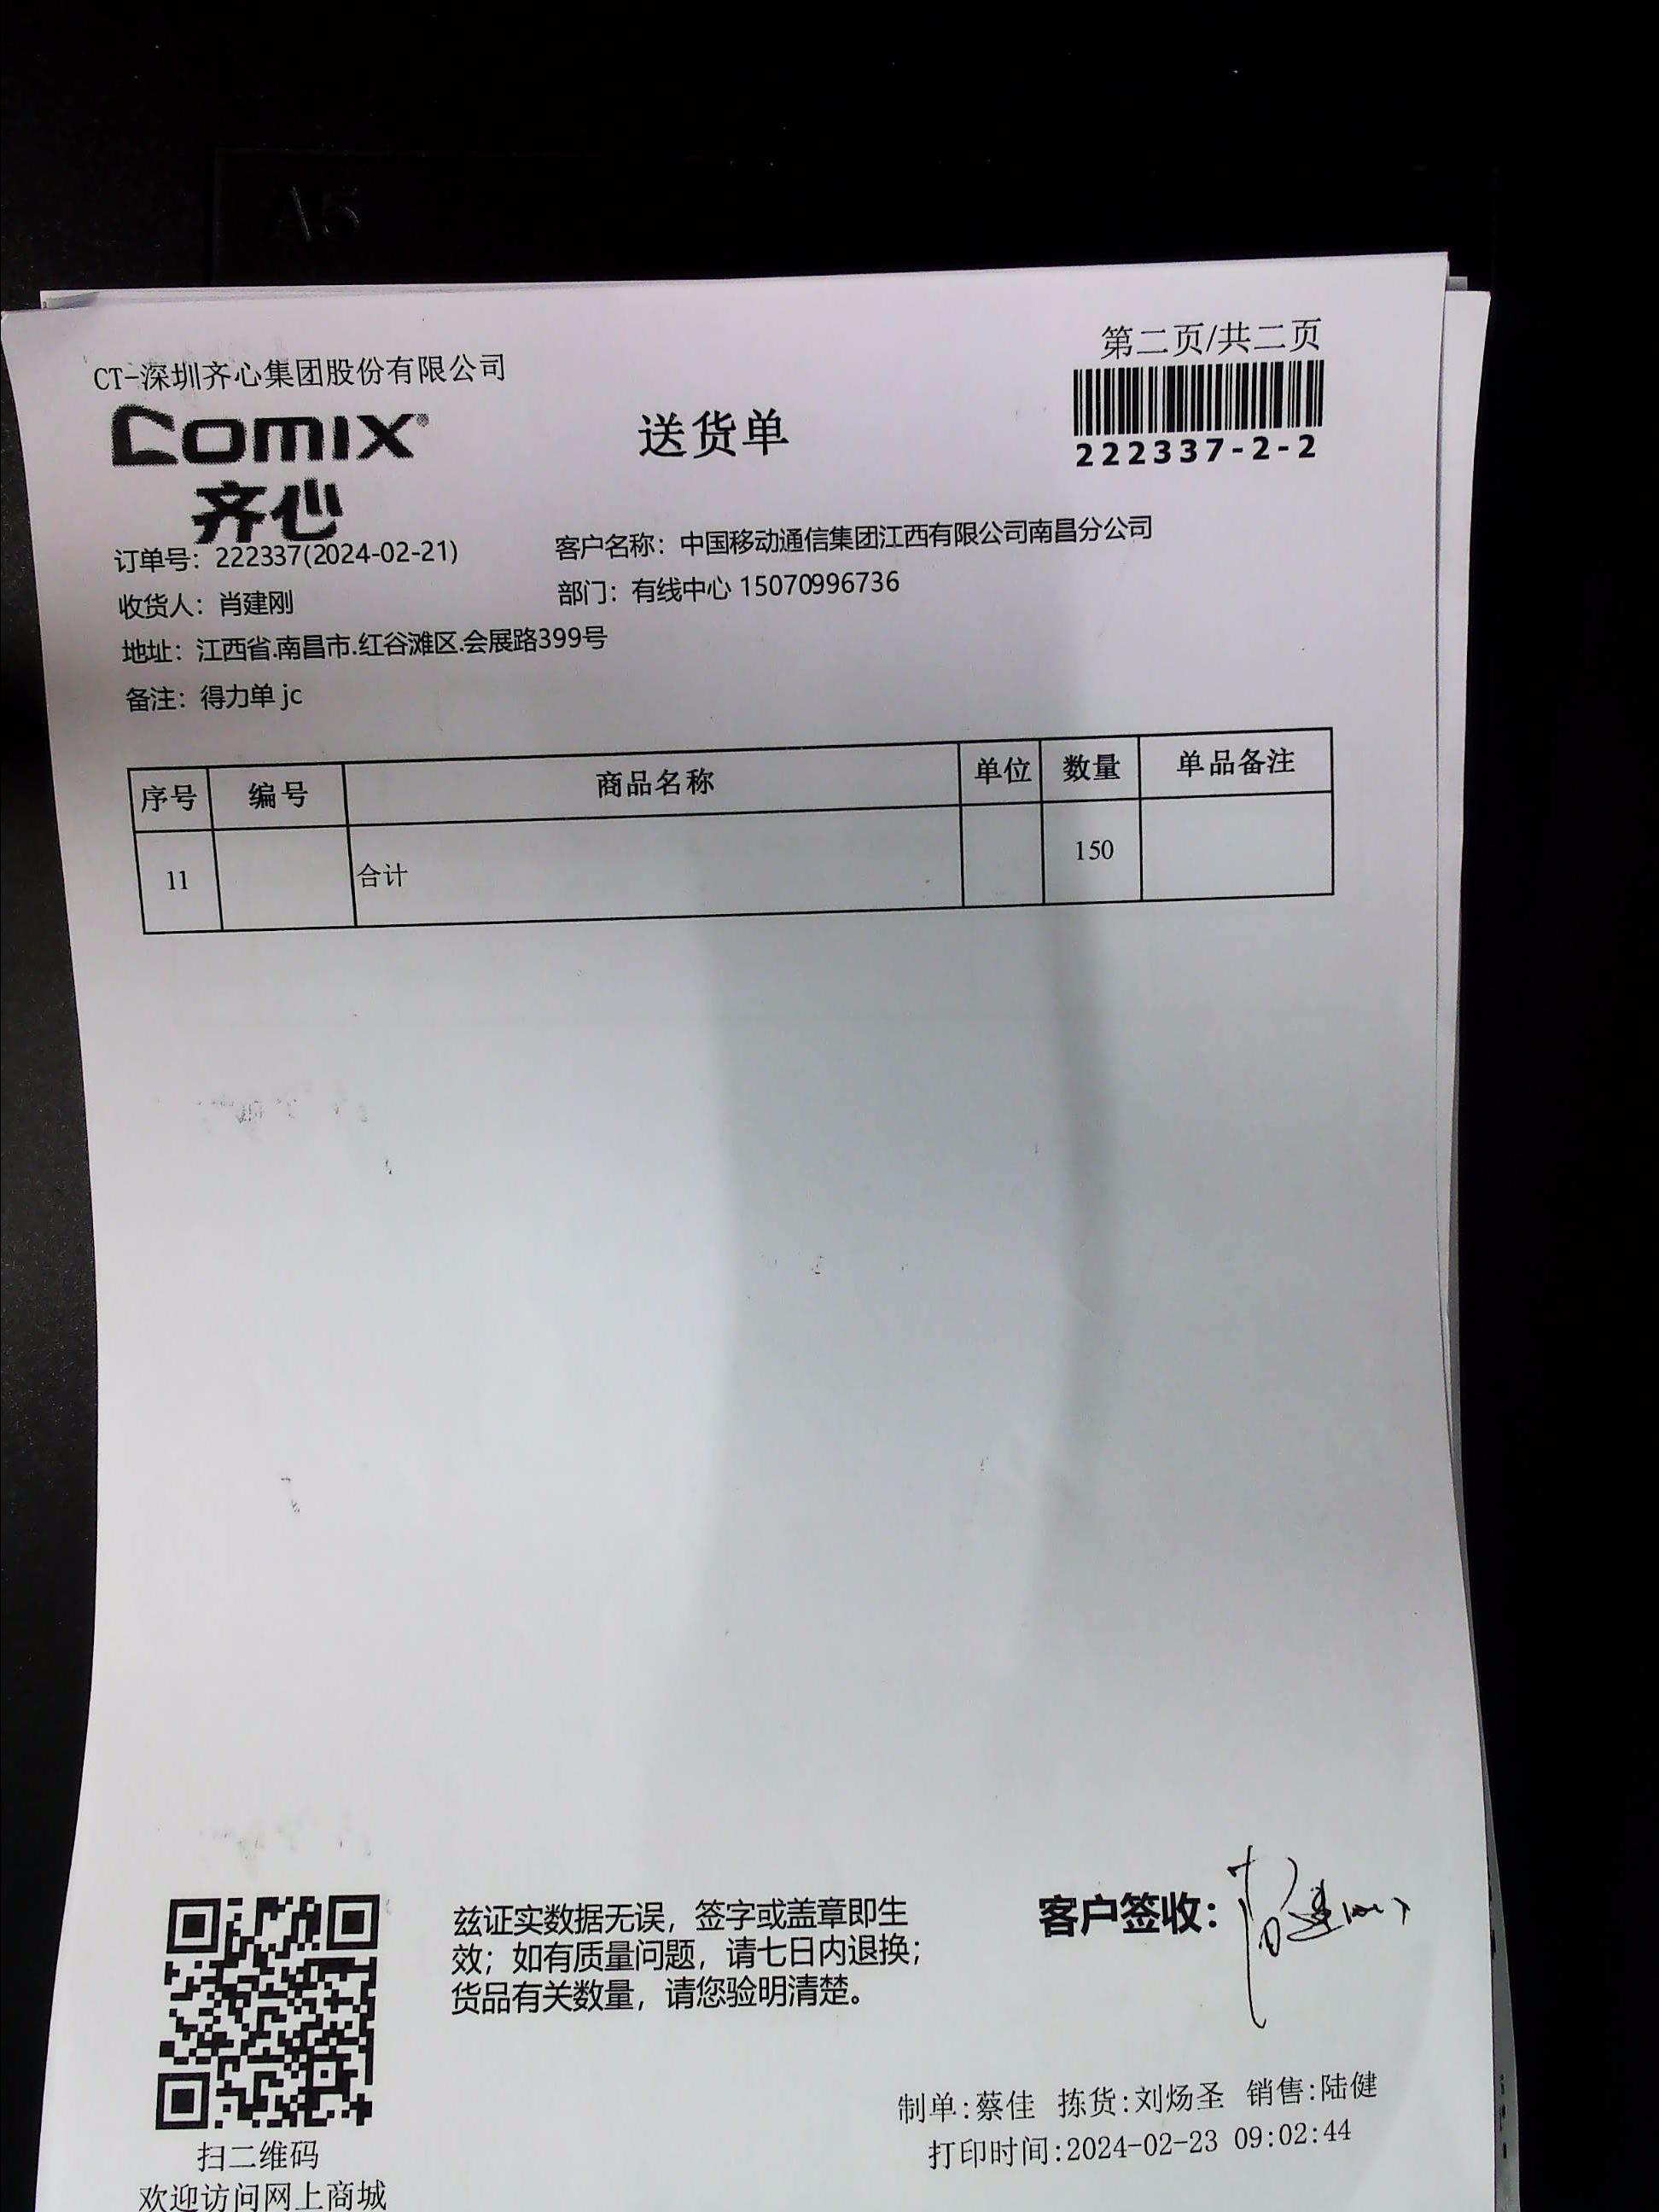 A5
第二页/共二页
CT-深圳齐心集团股份有限公司
Comix®
齐心
送货单
222337-2-2
订单号：222337(2024-02-21)
客户名称：中国移动通信集团江西有限公司南昌分公司
收货人：肖建刚
部门：有线中心 15070996736
地址：江西省.南昌市.红谷滩区.会展路399号
备注：得力单 jc
序号 编号 商品名称 单位 数量 单品备注
11 合计 150
兹证实数据无误，签字或盖章即生
效；如有质量问题，请七日内退换；
货品有关数量，请您验明清楚。
客户签收：肖建刚
制单:蔡佳 拣货:刘炀圣 销售:陆健
打印时间:2024-02-23 09:02:44
扫二维码
欢迎访问网上商城